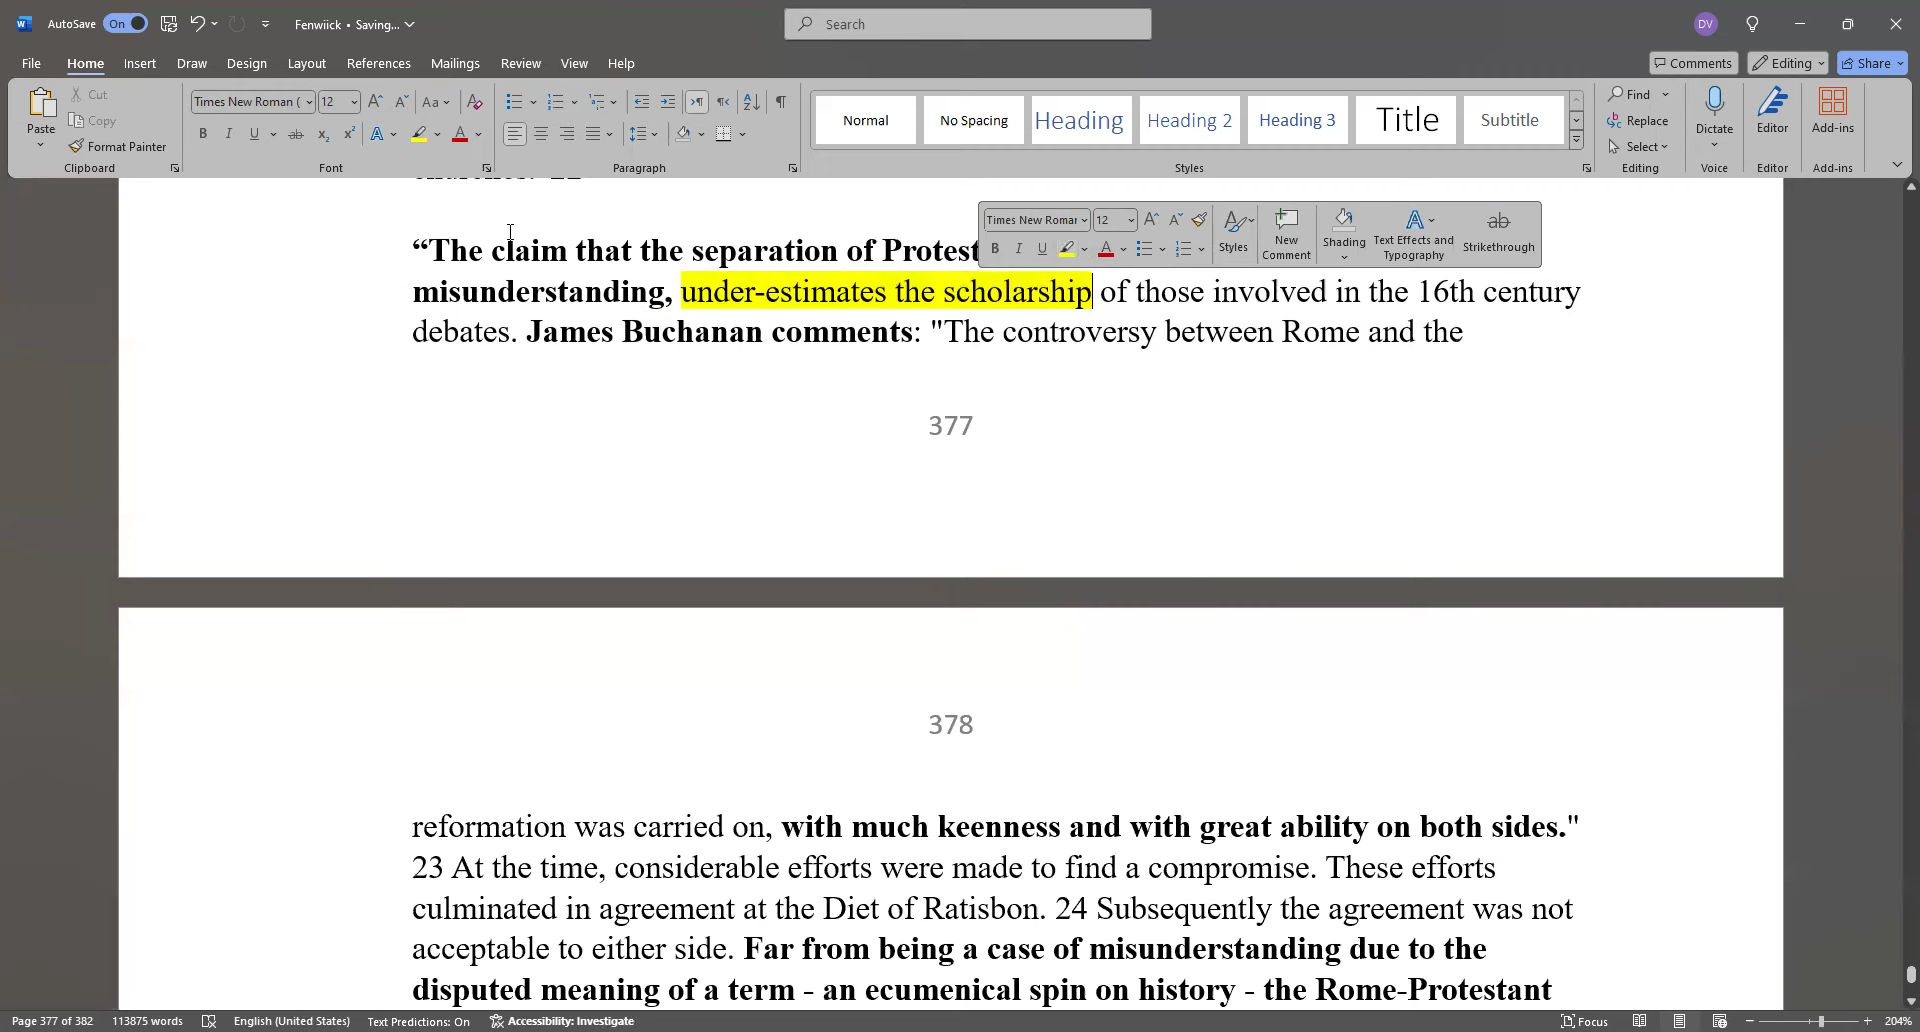 AutoSave On Fenwiick • Saving... Search DV
File Home Insert Draw Design Layout References Mailings Review View Help Comments Editing Share
Paste Cut Copy Format Painter Clipboard
Times New Roman ( 12 Font
Paragraph
Normal No Spacing Heading Heading 2 Heading 3 Title Subtitle Styles
Find Replace Select Editing
Dictate Voice
Editor Editor
Add-ins Add-ins
Times New Roman 12 Styles New Comment Shading Text Effects and Typography Strikethrough
“The claim that the separation of Protest
misunderstanding, under-estimates the scholarship of those involved in the 16th century
debates. James Buchanan comments: "The controversy between Rome and the
377
378
reformation was carried on, with much keenness and with great ability on both sides."
23 At the time, considerable efforts were made to find a compromise. These efforts
culminated in agreement at the Diet of Ratisbon. 24 Subsequently the agreement was not
acceptable to either side. Far from being a case of misunderstanding due to the
disputed meaning of a term - an ecumenical spin on history - the Rome-Protestant
Page 377 of 382 113875 words English (United States) Text Predictions: On Accessibility: Investigate Focus 204%